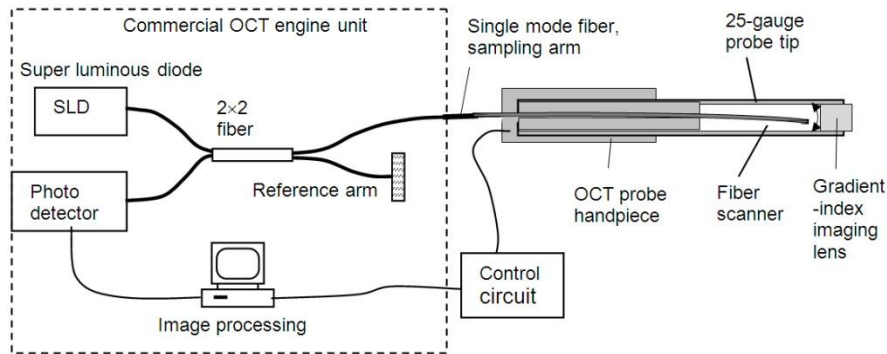 Commercial OCT engine unit
Super luminous diode
SLD
2×2
fiber
Photo
detector
Reference arm
Image processing
Single mode fiber,
sampling arm
25-gauge
probe tip
OCT probe
handpiece
Fiber
scanner
Gradient
-index
imaging
lens
Control
circuit